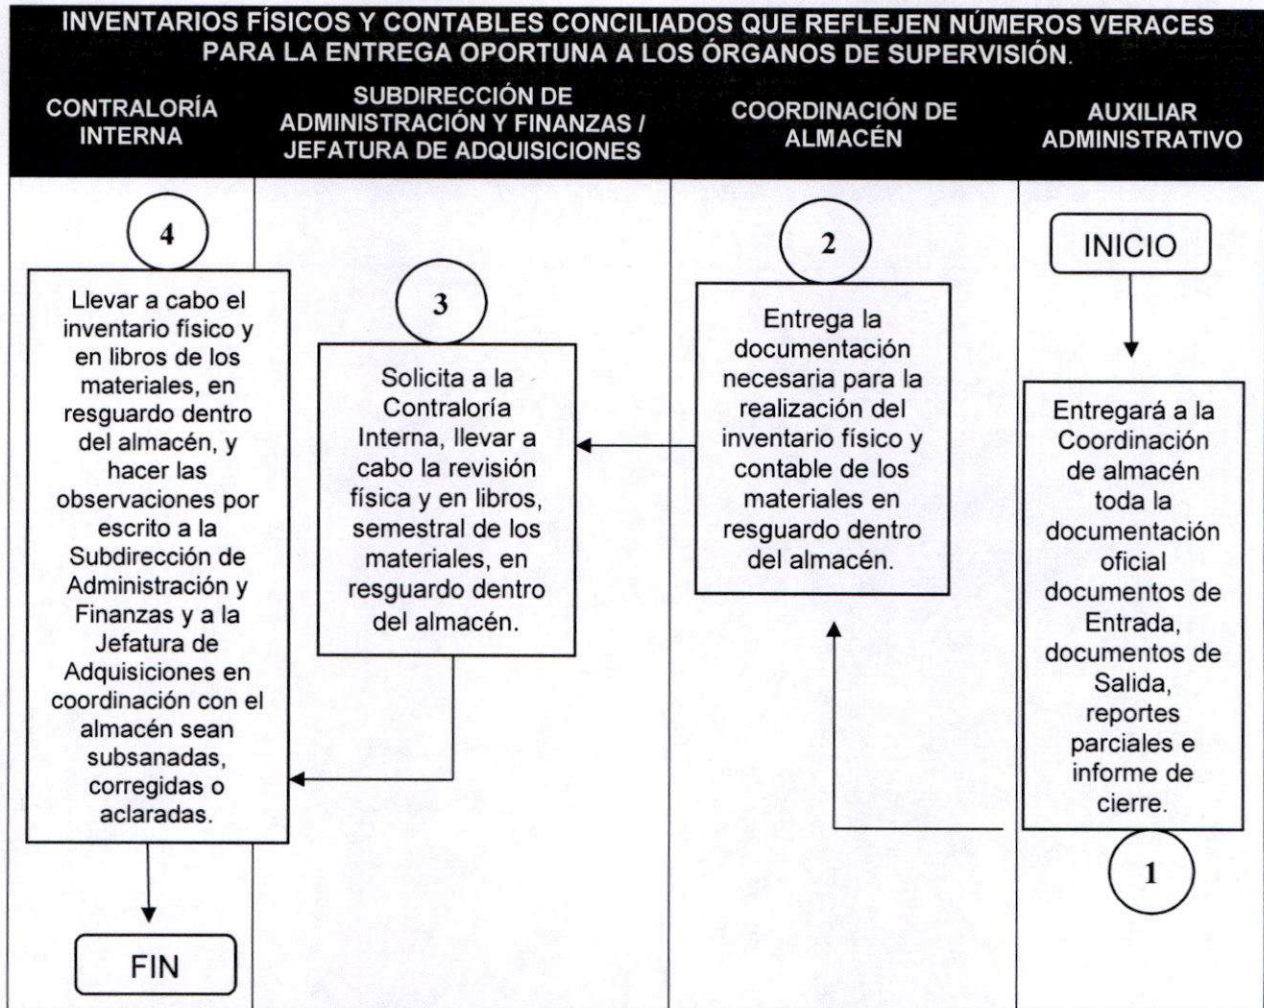 INVENTARIOS FÍSICOS Y CONTABLES CONCILIADOS QUE REFLEJEN NÚMEROS VERACES
PARA LA ENTREGA OPORTUNA A LOS ÓRGANOS DE SUPERVISIÓN.
CONTRALORÍA
INTERNA
SUBDIRECCIÓN DE
ADMINISTRACIÓN Y FINANZAS /
JEFATURA DE ADQUISICIONES
COORDINACIÓN DE
ALMACÉN
AUXILIAR
ADMINISTRATIVO
4
Llevar a cabo el
inventario físico y
en libros de los
materiales, en
resguardo dentro
del almacén, y
hacer las
observaciones por
escrito a la
Subdirección de
Administración y
Finanzas y a la
Jefatura de
Adquisiciones en
coordinación con el
almacén sean
subsanadas,
corregidas o
aclaradas.
FIN
3
Solicita a la
Contraloría
Interna, llevar a
cabo la revisión
física y en libros,
semestral de los
materiales, en
resguardo dentro
del almacén.
2
Entrega la
documentación
necesaria para la
realización del
inventario físico y
contable de los
materiales en
resguardo dentro
del almacén.
INICIO
Entregará a la
Coordinación
de almacén
toda la
documentación
oficial
documentos de
Entrada,
documentos de
Salida,
reportes
parciales e
informe de
cierre.
1